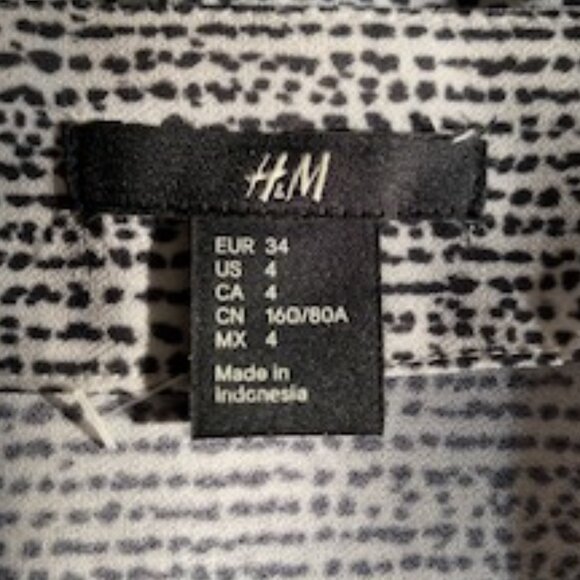 H&M
EUR 34
US 4
CA 4
CN 160/80A
MX 4
Made in
Indonesia